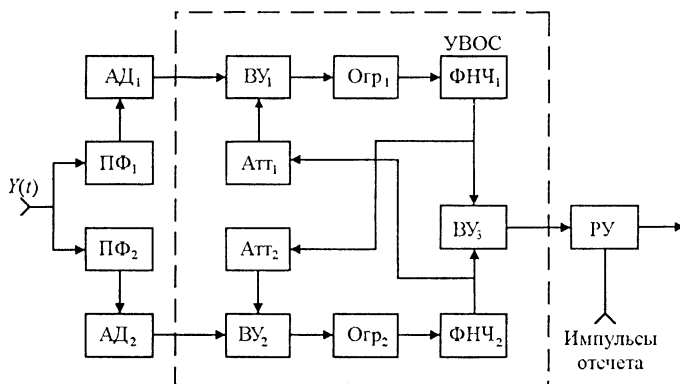 УВОС
АД₁
ВУ₁
Огр₁
ФНЧ₁
ПФ₁
Атт₁
Y(t)
ПФ₂
Атт₂
ВУ₃
РУ
АД₂
ВУ₂
Огр₂
ФНЧ₂
Импульсы
отсчета